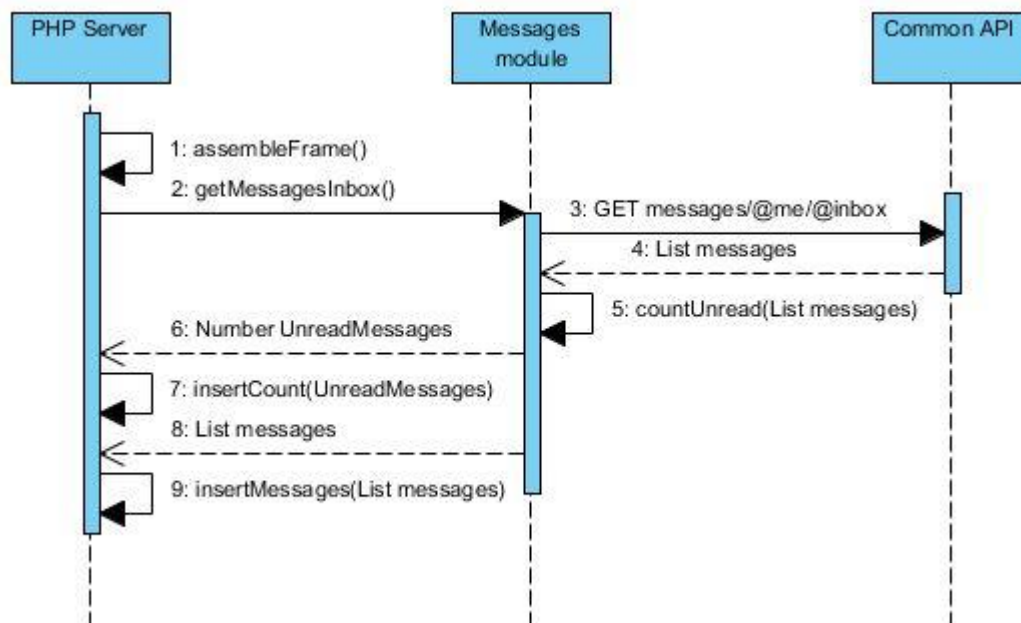 PHP Server
Messages
module
Common API
1: assembleFrame()
2: getMessagesInbox()
3: GET messages/@me/@inbox
4: List messages
5: countUnread(List messages)
6: Number UnreadMessages
7: insertCount(UnreadMessages)
8: List messages
9: insertMessages(List messages)